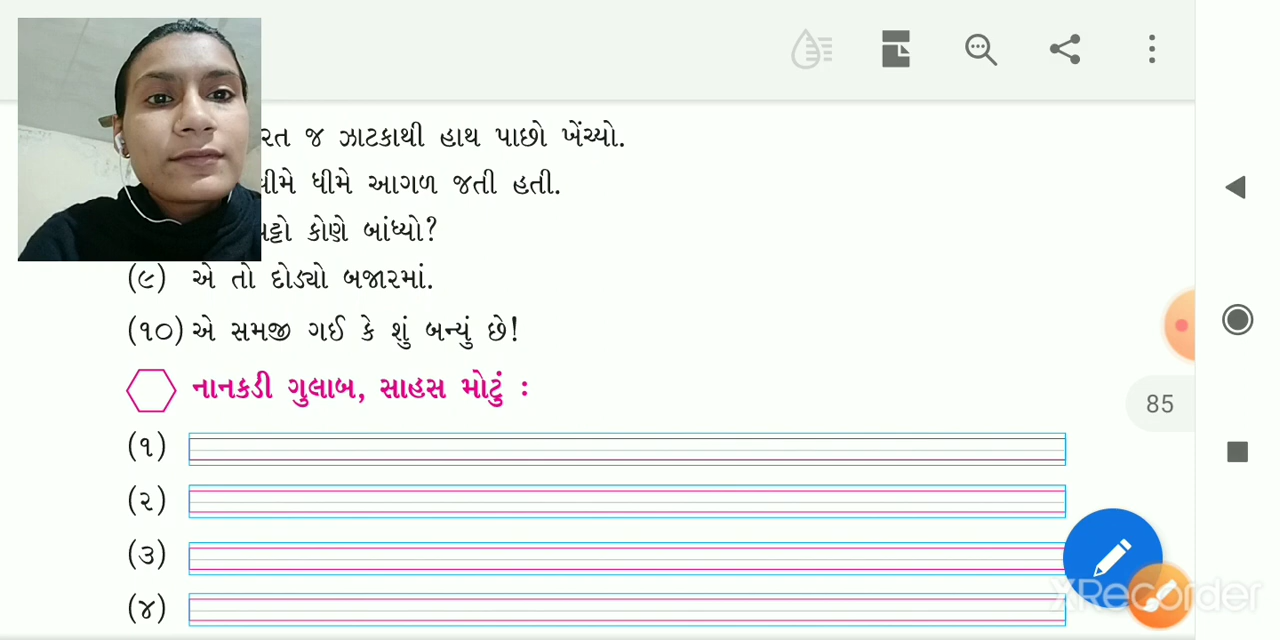 જ ઝાટકાથી હાથ પાછો ખેંચ્યો.
ધીમે આગળ જતી હતી.
કોણે બાંધ્યો?
(૯) એ તો દોડ્યો બજારમાં.
(૧૦) એ સમજી ગઈ કે શું બન્યું છે!
નાનકડી ગુલાબ, સાહસ મોટું :
85
(૧)
(૨)
(૩)
(૪)
XRecorder